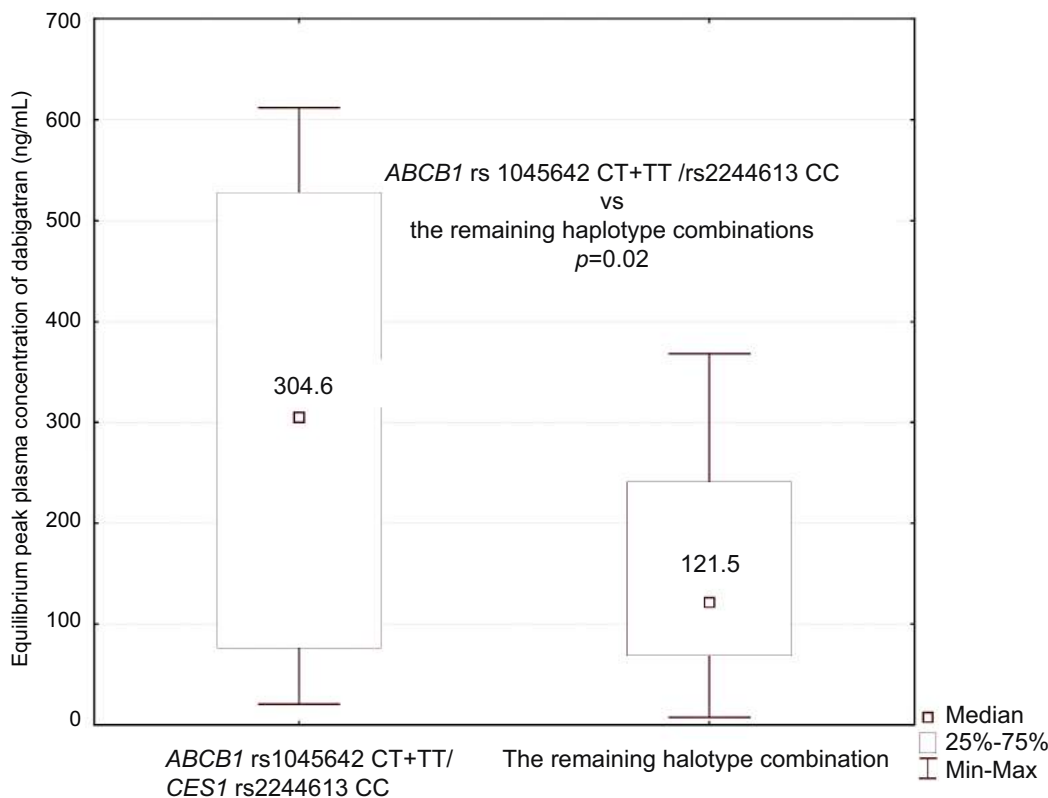 Equilibrium peak plasma concentration of dabigatran (ng/mL)
700
600
500
400
300
200
100
0
ABCB1 rs 1045642 CT+TT /rs2244613 CC
vs
the remaining haplotype combinations
p=0.02
304.6
121.5
ABCB1 rs1045642 CT+TT/
CES1 rs2244613 CC
The remaining halotype combination
Median
25%-75%
Min-Max